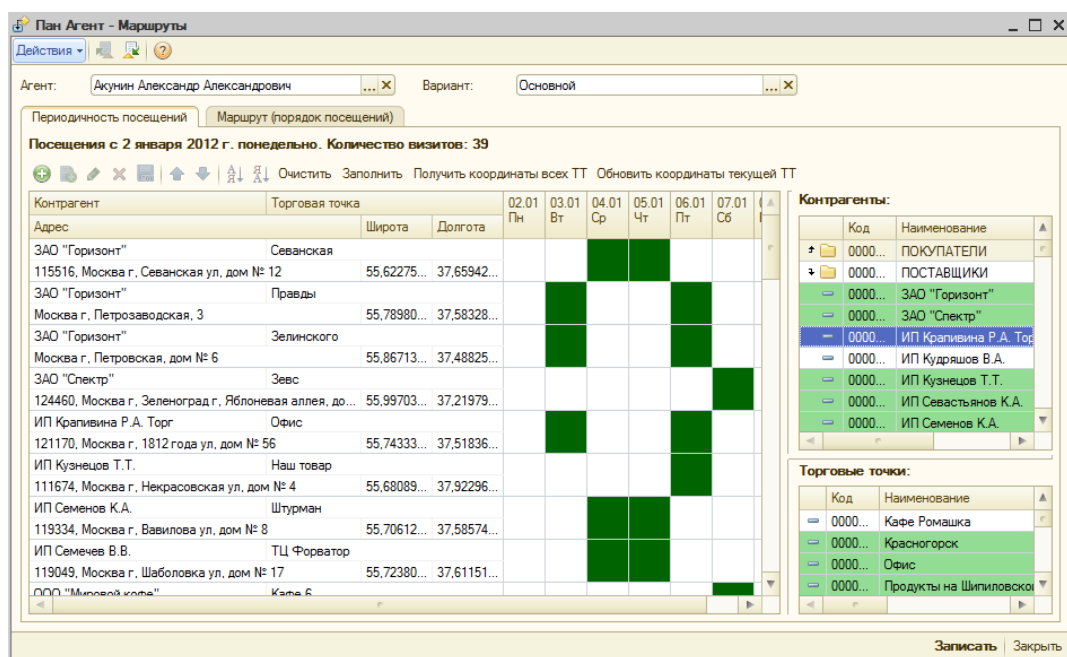 Пан Агент - Маршруты
Действия
Агент: Акунин Александр Александрович ... Вариант: Основной ...
Периодичность посещений Маршрут (порядок посещений)
Посещения с 2 января 2012 г. понедельно. Количество визитов: 39
Очистить Заполнить Получить координаты всех ТТ Обновить координаты текущей ТТ
Контрагент Торговая точка 02.01 03.01 04.01 05.01 06.01 07.01
Пн Вт Ср Чт Пт Сб
Адрес Широта Долгота
ЗАО "Горизонт" Севанская
115516, Москва г, Севанская ул, дом № 12 55,62275... 37,65942...
ЗАО "Горизонт" Правды
Москва г, Петрозаводская, 3 55,78980... 37,58328...
ЗАО "Горизонт" Зелинского
Москва г, Петровская, дом № 6 55,86713... 37,48825...
ЗАО "Спектр" Зевс
124460, Москва г, Зеленоград г, Яблоневая аллея, до... 55,99703... 37,21979...
ИП Крапивина Р.А. Торг Офис
121170, Москва г, 1812 года ул, дом № 56 55,74333... 37,51836...
ИП Кузнецов Т.Т. Наш товар
111674, Москва г, Некрасовская ул, дом № 4 55,68089... 37,92296...
ИП Семенов К.А. Штурман
119334, Москва г, Вавилова ул, дом № 8 55,70612... 37,58574...
ИП Семечев В.В. ТЦ Форватор
119049, Москва г, Шаболовка ул, дом № 17 55,72380... 37,61151...
ООО "Мировой кофе" Кафе 6
Контрагенты:
Код Наименование
0000... ПОКУПАТЕЛИ
0000... ПОСТАВЩИКИ
0000... ЗАО "Горизонт"
0000... ЗАО "Спектр"
0000... ИП Крапивина Р.А. Тор
0000... ИП Кудряшов В.А.
0000... ИП Кузнецов Т.Т.
0000... ИП Севастьянов К.А.
0000... ИП Семенов К.А.
Торговые точки:
Код Наименование
0000... Кафе Ромашка
0000... Красногорск
0000... Офис
0000... Продукты на Шипиловско
Записать Закрыть